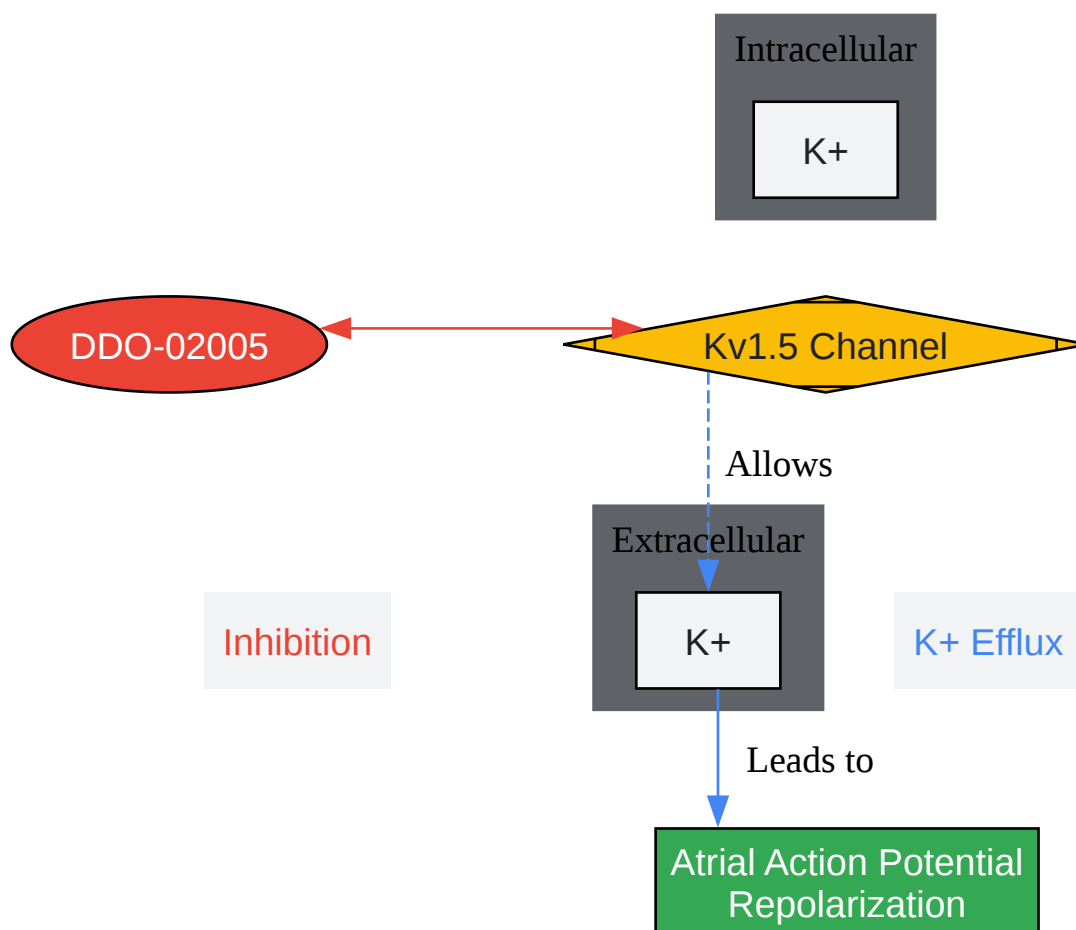 Intracellular
K+
DDO-02005
Kv1.5 Channel
Allows
Extracellular
Inhibition
K+
K+ Efflux
Leads to
Atrial Action Potential
Repolarization